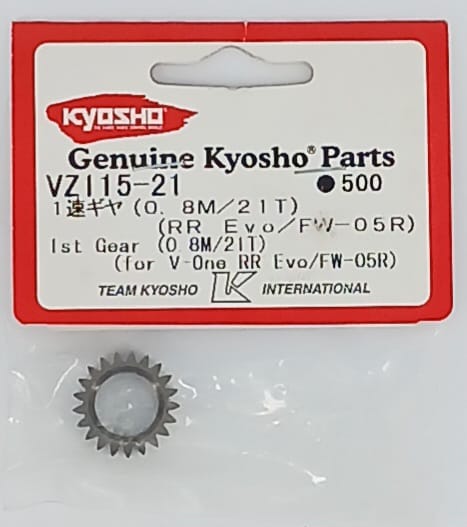 KYOSHO
Genuine Kyosho® Parts
VZ115-21 ●500
1速ギヤ(0.8M/21T)
(RR Evo/FW-05R)
1st Gear (0.8M/21T)
(for V-One RR Evo/FW-05R)
TEAM KYOSHO K INTERNATIONAL